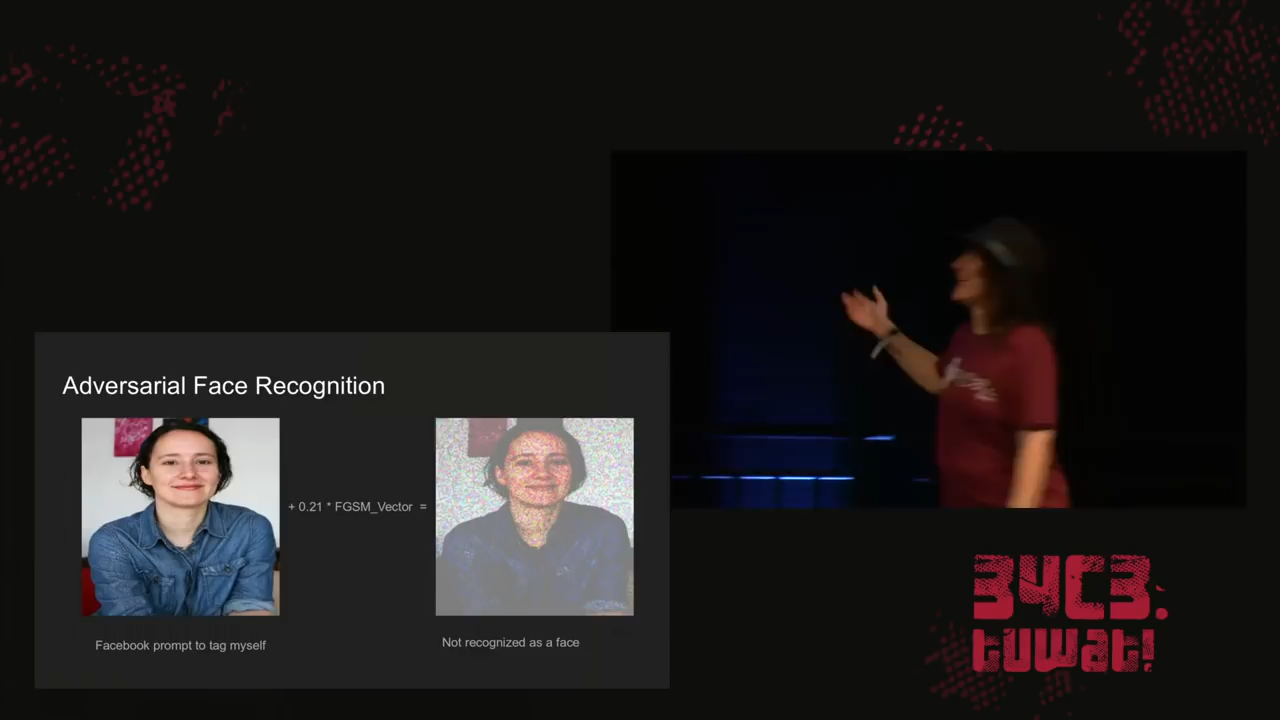 Adversarial Face Recognition
+ 0.21 * FGSM_Vector =
Facebook prompt to tag myself
Not recognized as a face
34C3.
tuwat!